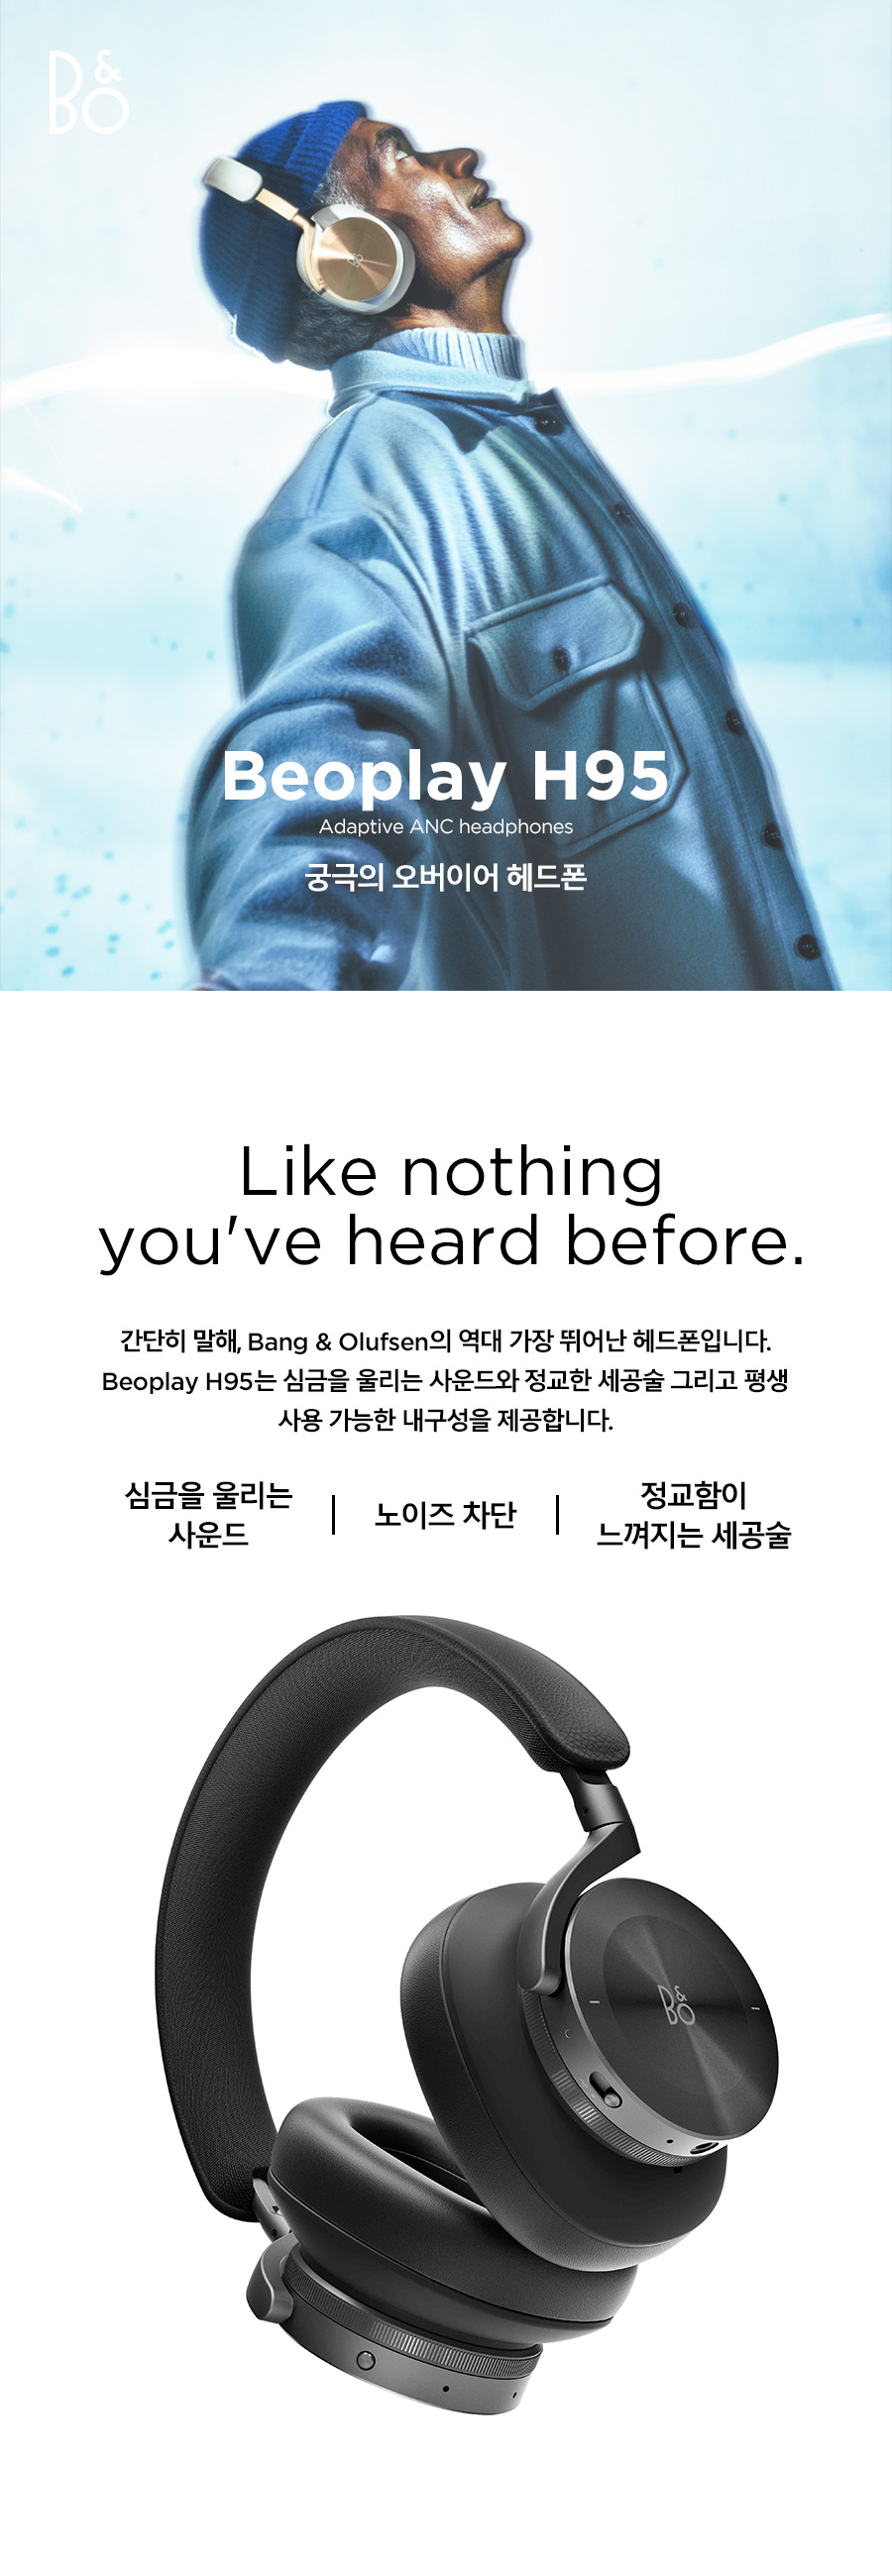 B&O
B&O
Beoplay H95
Adaptive ANC headphones
궁극의 오버이어 헤드폰
Like nothing
you've heard before.
간단히 말해, Bang & Olufsen의 역대 가장 뛰어난 헤드폰입니다.
Beoplay H95는 심금을 울리는 사운드와 정교한 세공술 그리고 평생
사용 가능한 내구성을 제공합니다.
심금을 울리는
사운드
노이즈 차단
정교함이
느껴지는 세공술
B&O